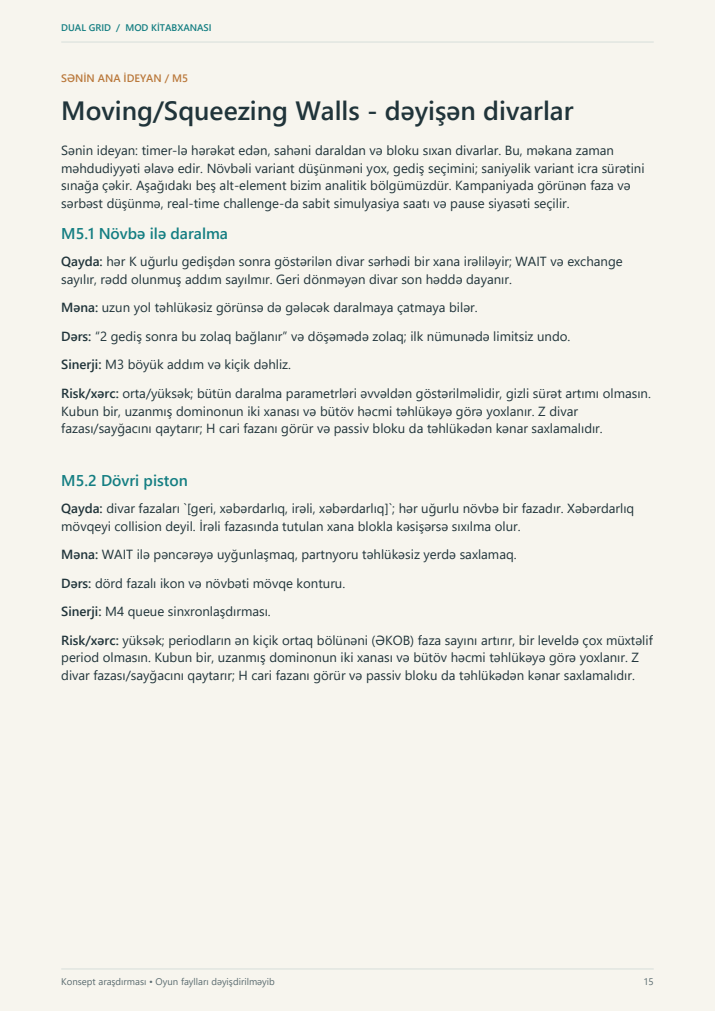 DUAL GRID / MOD KİTABXANASI
SƏNİN ANA İDEYAN / M5
Moving/Squeezing Walls - dəyişən divarlar
Sənin ideyan: timer-lə hərəkət edən, sahəni daraldan və bloku sıxan divarlar. Bu, məkana zaman
məhdudiyyəti əlavə edir. Növbəli variant düşünməni yox, gediş seçimini; saniyəlik variant icra sürətini
sınağa çəkir. Aşağıdakı beş alt-element bizim analitik bölgümüzdür. Kampaniyada görünən faza və
sərbəst düşünmə, real-time challenge-da sabit simulyasiya saatı və pause siyasəti seçilir.
M5.1 Növbə ilə daralma
Qayda: hər K uğurlu gedişdən sonra göstərilən divar sərhədi bir xana irəliləyir; WAIT və exchange
sayılır, rədd olunmuş addım sayılmır. Geri dönməyən divar son həddə dayanır.
Məna: uzun yol təhlükəsiz görünsə də gələcək daralmaya çatmaya bilər.
Dərs: “2 gediş sonra bu zolaq bağlanır” və döşəmədə zolaq; ilk nümunədə limitsiz undo.
Sinerji: M3 böyük addım və kiçik dəhliz.
Risk/xərc: orta/yüksək; bütün daralma parametrləri əvvəldən göstərilməlidir, gizli sürət artımı olmasın.
Kubun bir, uzanmış dominonun iki xanası və bütöv həcmi təhlükəyə görə yoxlanır. Z divar
fazası/sayğacını qaytarır; H cari fazanı görür və passiv bloku da təhlükədən kənar saxlamalıdır.
M5.2 Dövri piston
Qayda: divar fazaları `[geri, xəbərdarlıq, irəli, xəbərdarlıq]`; hər uğurlu növbə bir fazadır. Xəbərdarlıq
mövqeyi collision deyil. İrəli fazasında tutulan xana blokla kəsişərsə sıxılma olur.
Məna: WAIT ilə pəncərəyə uyğunlaşmaq, partnyoru təhlükəsiz yerdə saxlamaq.
Dərs: dörd fazalı ikon və növbəti mövqe konturu.
Sinerji: M4 queue sinxronlaşdırması.
Risk/xərc: yüksək; periodların ən kiçik ortaq bölünəni (ƏKOB) faza sayını artırır, bir leveldə çox müxtəlif
period olmasın. Kubun bir, uzanmış dominonun iki xanası və bütöv həcmi təhlükəyə görə yoxlanır. Z
divar fazası/sayğacını qaytarır; H cari fazanı görür və passiv bloku da təhlükədən kənar saxlamalıdır.
Konsept araşdırması • Oyun faylları dəyişdirilməyib 15